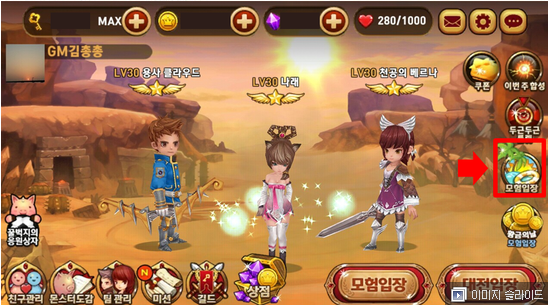 MAX
280/1000
GM김총총
LV30 용사 클라우드
LV30 나래
LV30 천공의 베르나
쿠폰
이번 주 합성
두근두근
모험입장
황금의날
모험입장
꿀벅지의
응원상자
친구관리
몬스터도감
팀 관리
N
미션
길드
상점
모험입장
대전입장
이미지 슬라이드